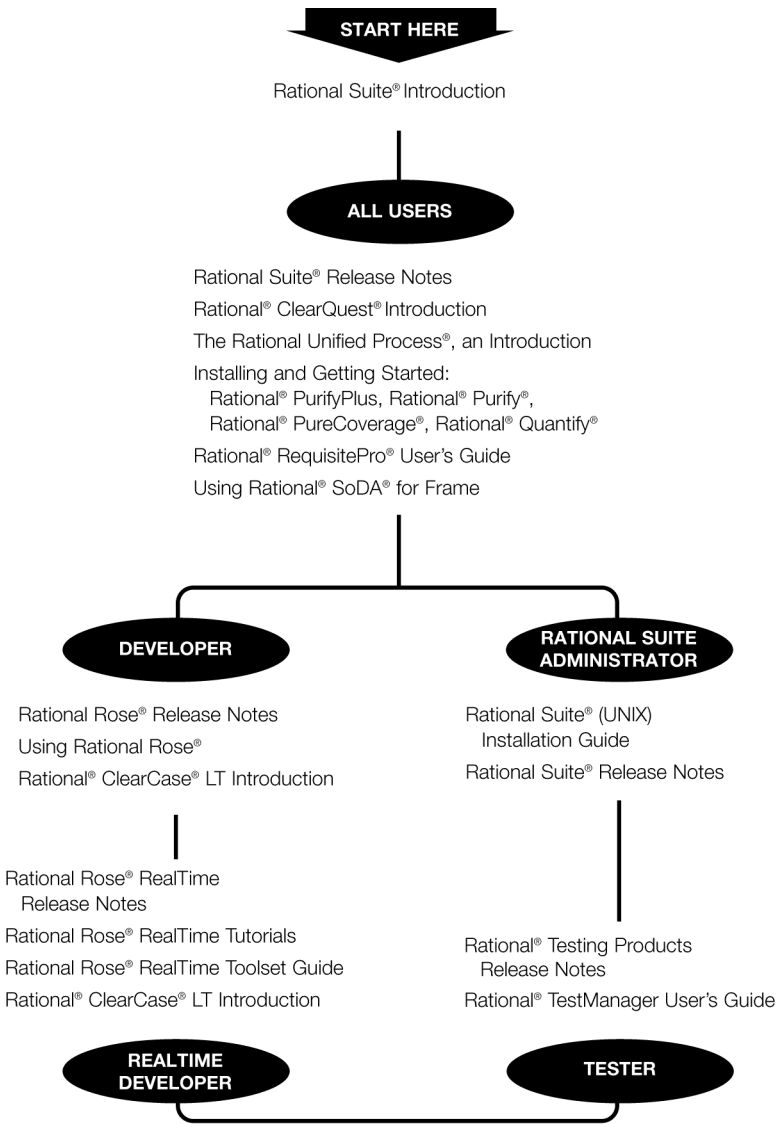 START HERE
Rational Suite® Introduction
ALL USERS
Rational Suite® Release Notes
Rational® ClearQuest® Introduction
The Rational Unified Process®, an Introduction
Installing and Getting Started:
Rational® PurifyPlus, Rational® Purify®,
Rational® PureCoverage®, Rational® Quantify®
Rational® RequisitePro® User's Guide
Using Rational® SoDA® for Frame
DEVELOPER
Rational Rose® Release Notes
Using Rational Rose®
Rational® ClearCase® LT Introduction
Rational Rose® RealTime
Release Notes
Rational Rose® RealTime Tutorials
Rational Rose® RealTime Toolset Guide
Rational® ClearCase® LT Introduction
REALTIME
DEVELOPER
RATIONAL SUITE
ADMINISTRATOR
Rational Suite® (UNIX)
Installation Guide
Rational Suite® Release Notes
Rational® Testing Products
Release Notes
Rational® TestManager User's Guide
TESTER